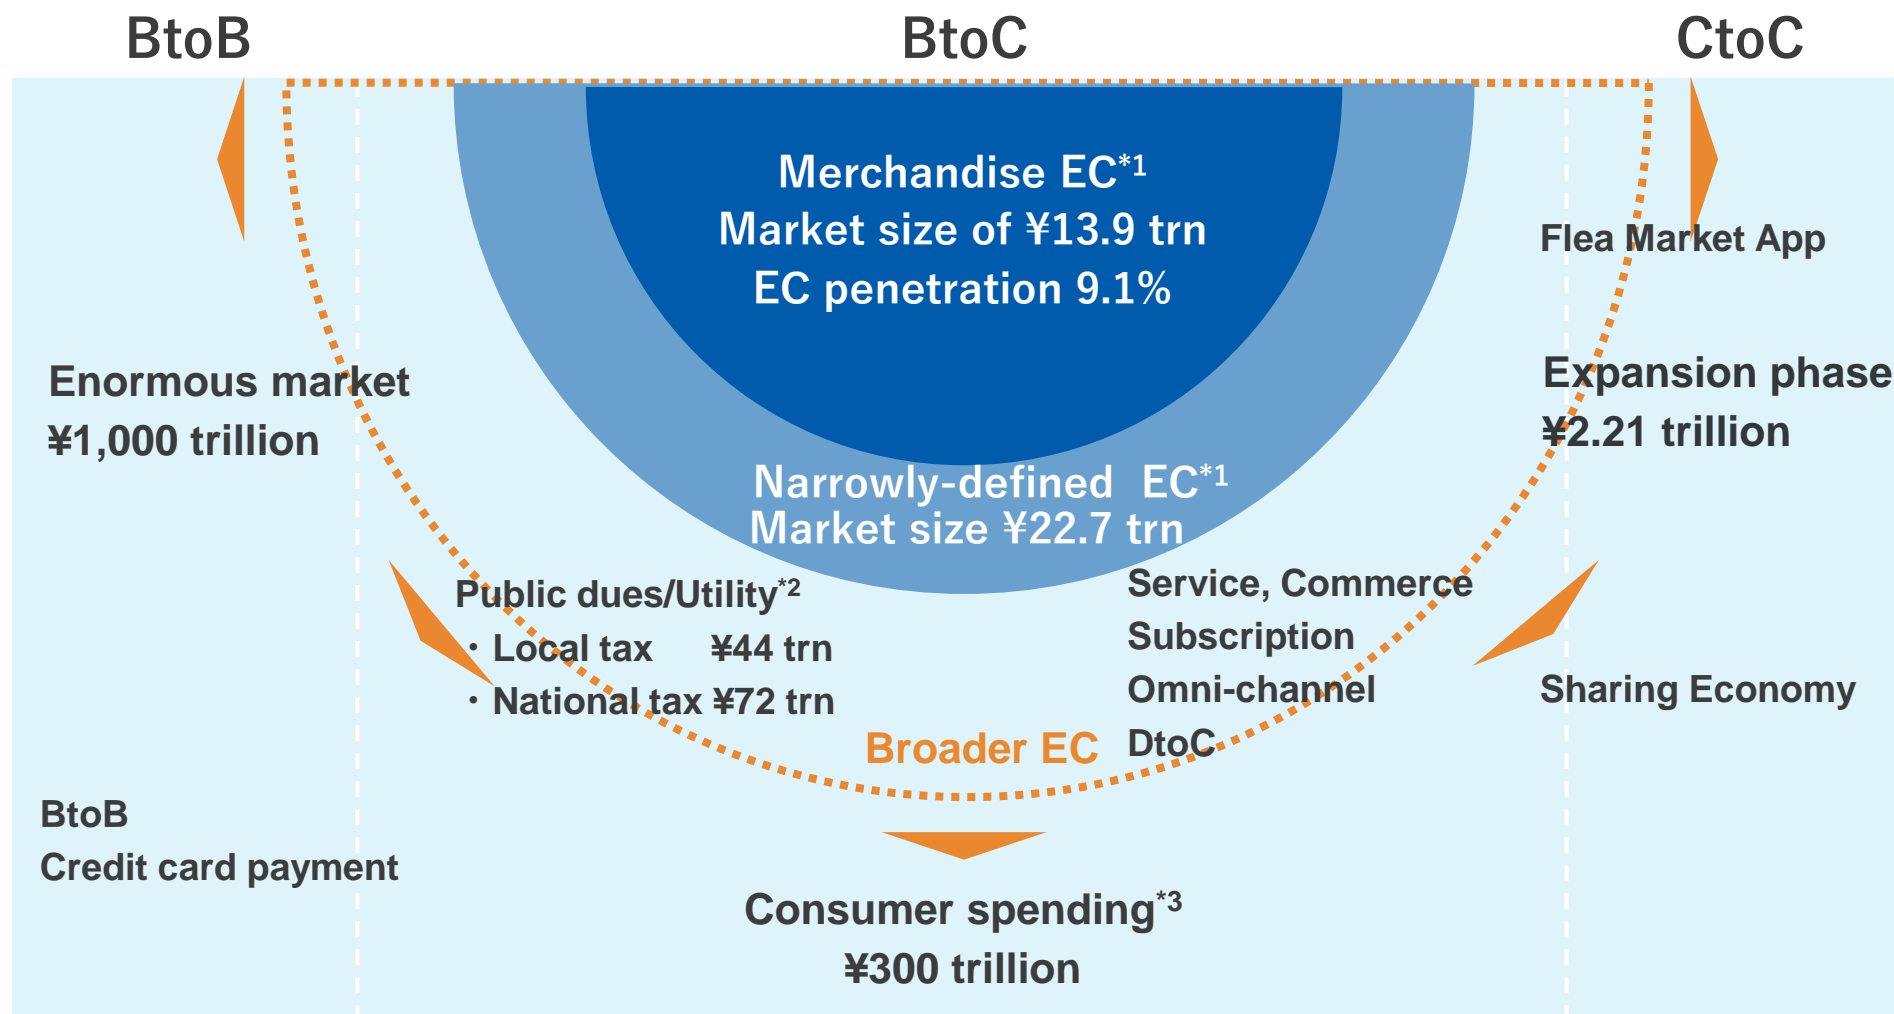 BtoB
BtoC
CtoC
Merchandise EC*1
Market size of ¥13.9 trn
EC penetration 9.1%
Flea Market App
Enormous market
¥1,000 trillion
Expansion phase
¥2.21 trillion
Narrowly-defined EC*1
Market size ¥22.7 trn
Public dues/Utility*2
・Local tax ¥44 trn
・National tax ¥72 trn
Service, Commerce
Subscription
Omni-channel
DtoC
Sharing Economy
Broader EC
BtoB
Credit card payment
Consumer spending*3
¥300 trillion